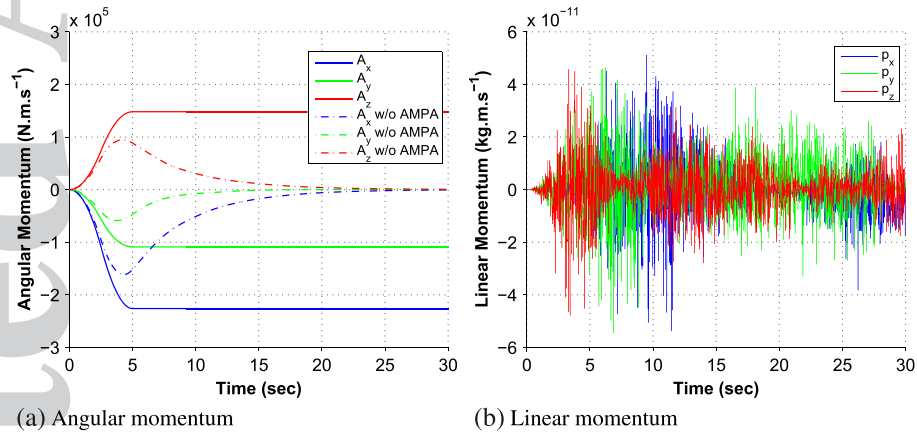 x 10⁵
3
2
1
0
−1
−2
−3
Angular Momentum (N.m.s⁻¹)
A_x
A_y
A_z
A_x w/o AMPA
A_y w/o AMPA
A_z w/o AMPA
0 5 10 15 20 25 30
Time (sec)
(a) Angular momentum
x 10⁻¹¹
6
4
2
0
−2
−4
−6
Linear Momentum (kg.m.s⁻¹)
p_x
p_y
p_z
0 5 10 15 20 25 30
Time (sec)
(b) Linear momentum